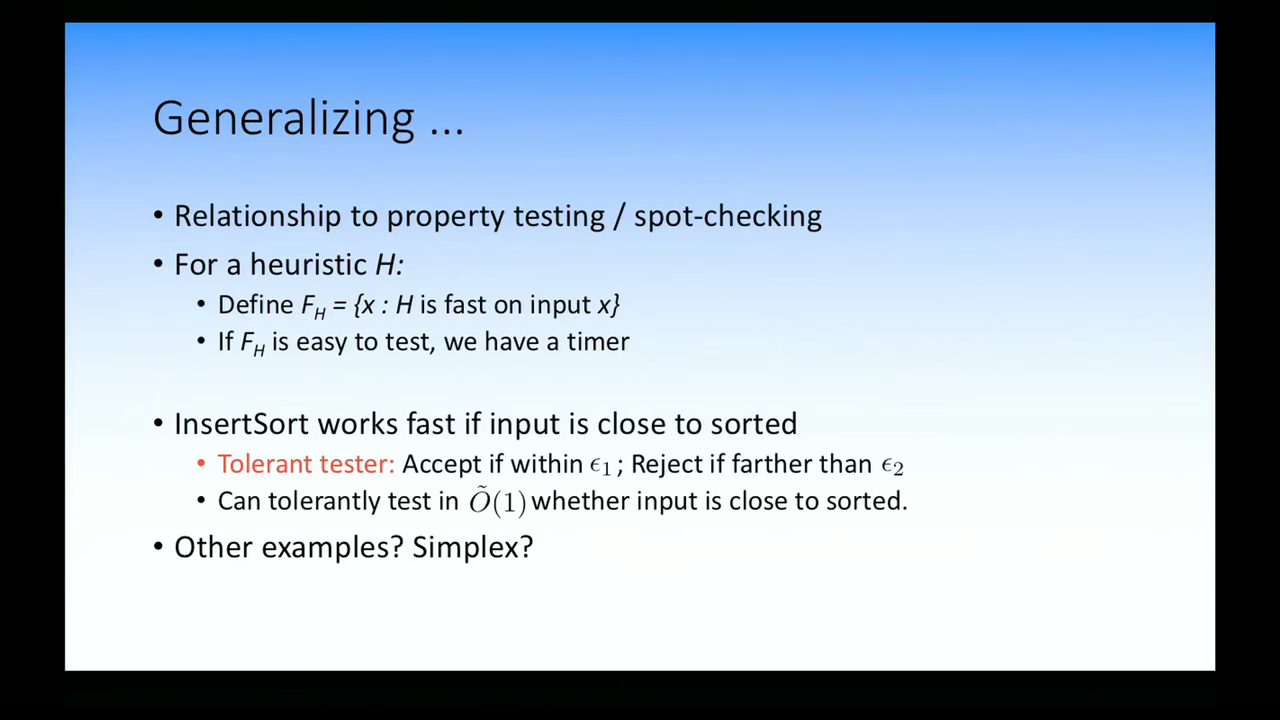 Generalizing ...
• Relationship to property testing / spot-checking
• For a heuristic H:
• Define F_H = {x : H is fast on input x}
• If F_H is easy to test, we have a timer
• InsertSort works fast if input is close to sorted
• Tolerant tester: Accept if within ϵ₁ ; Reject if farther than ϵ₂
• Can tolerantly test in Õ(1) whether input is close to sorted.
• Other examples? Simplex?